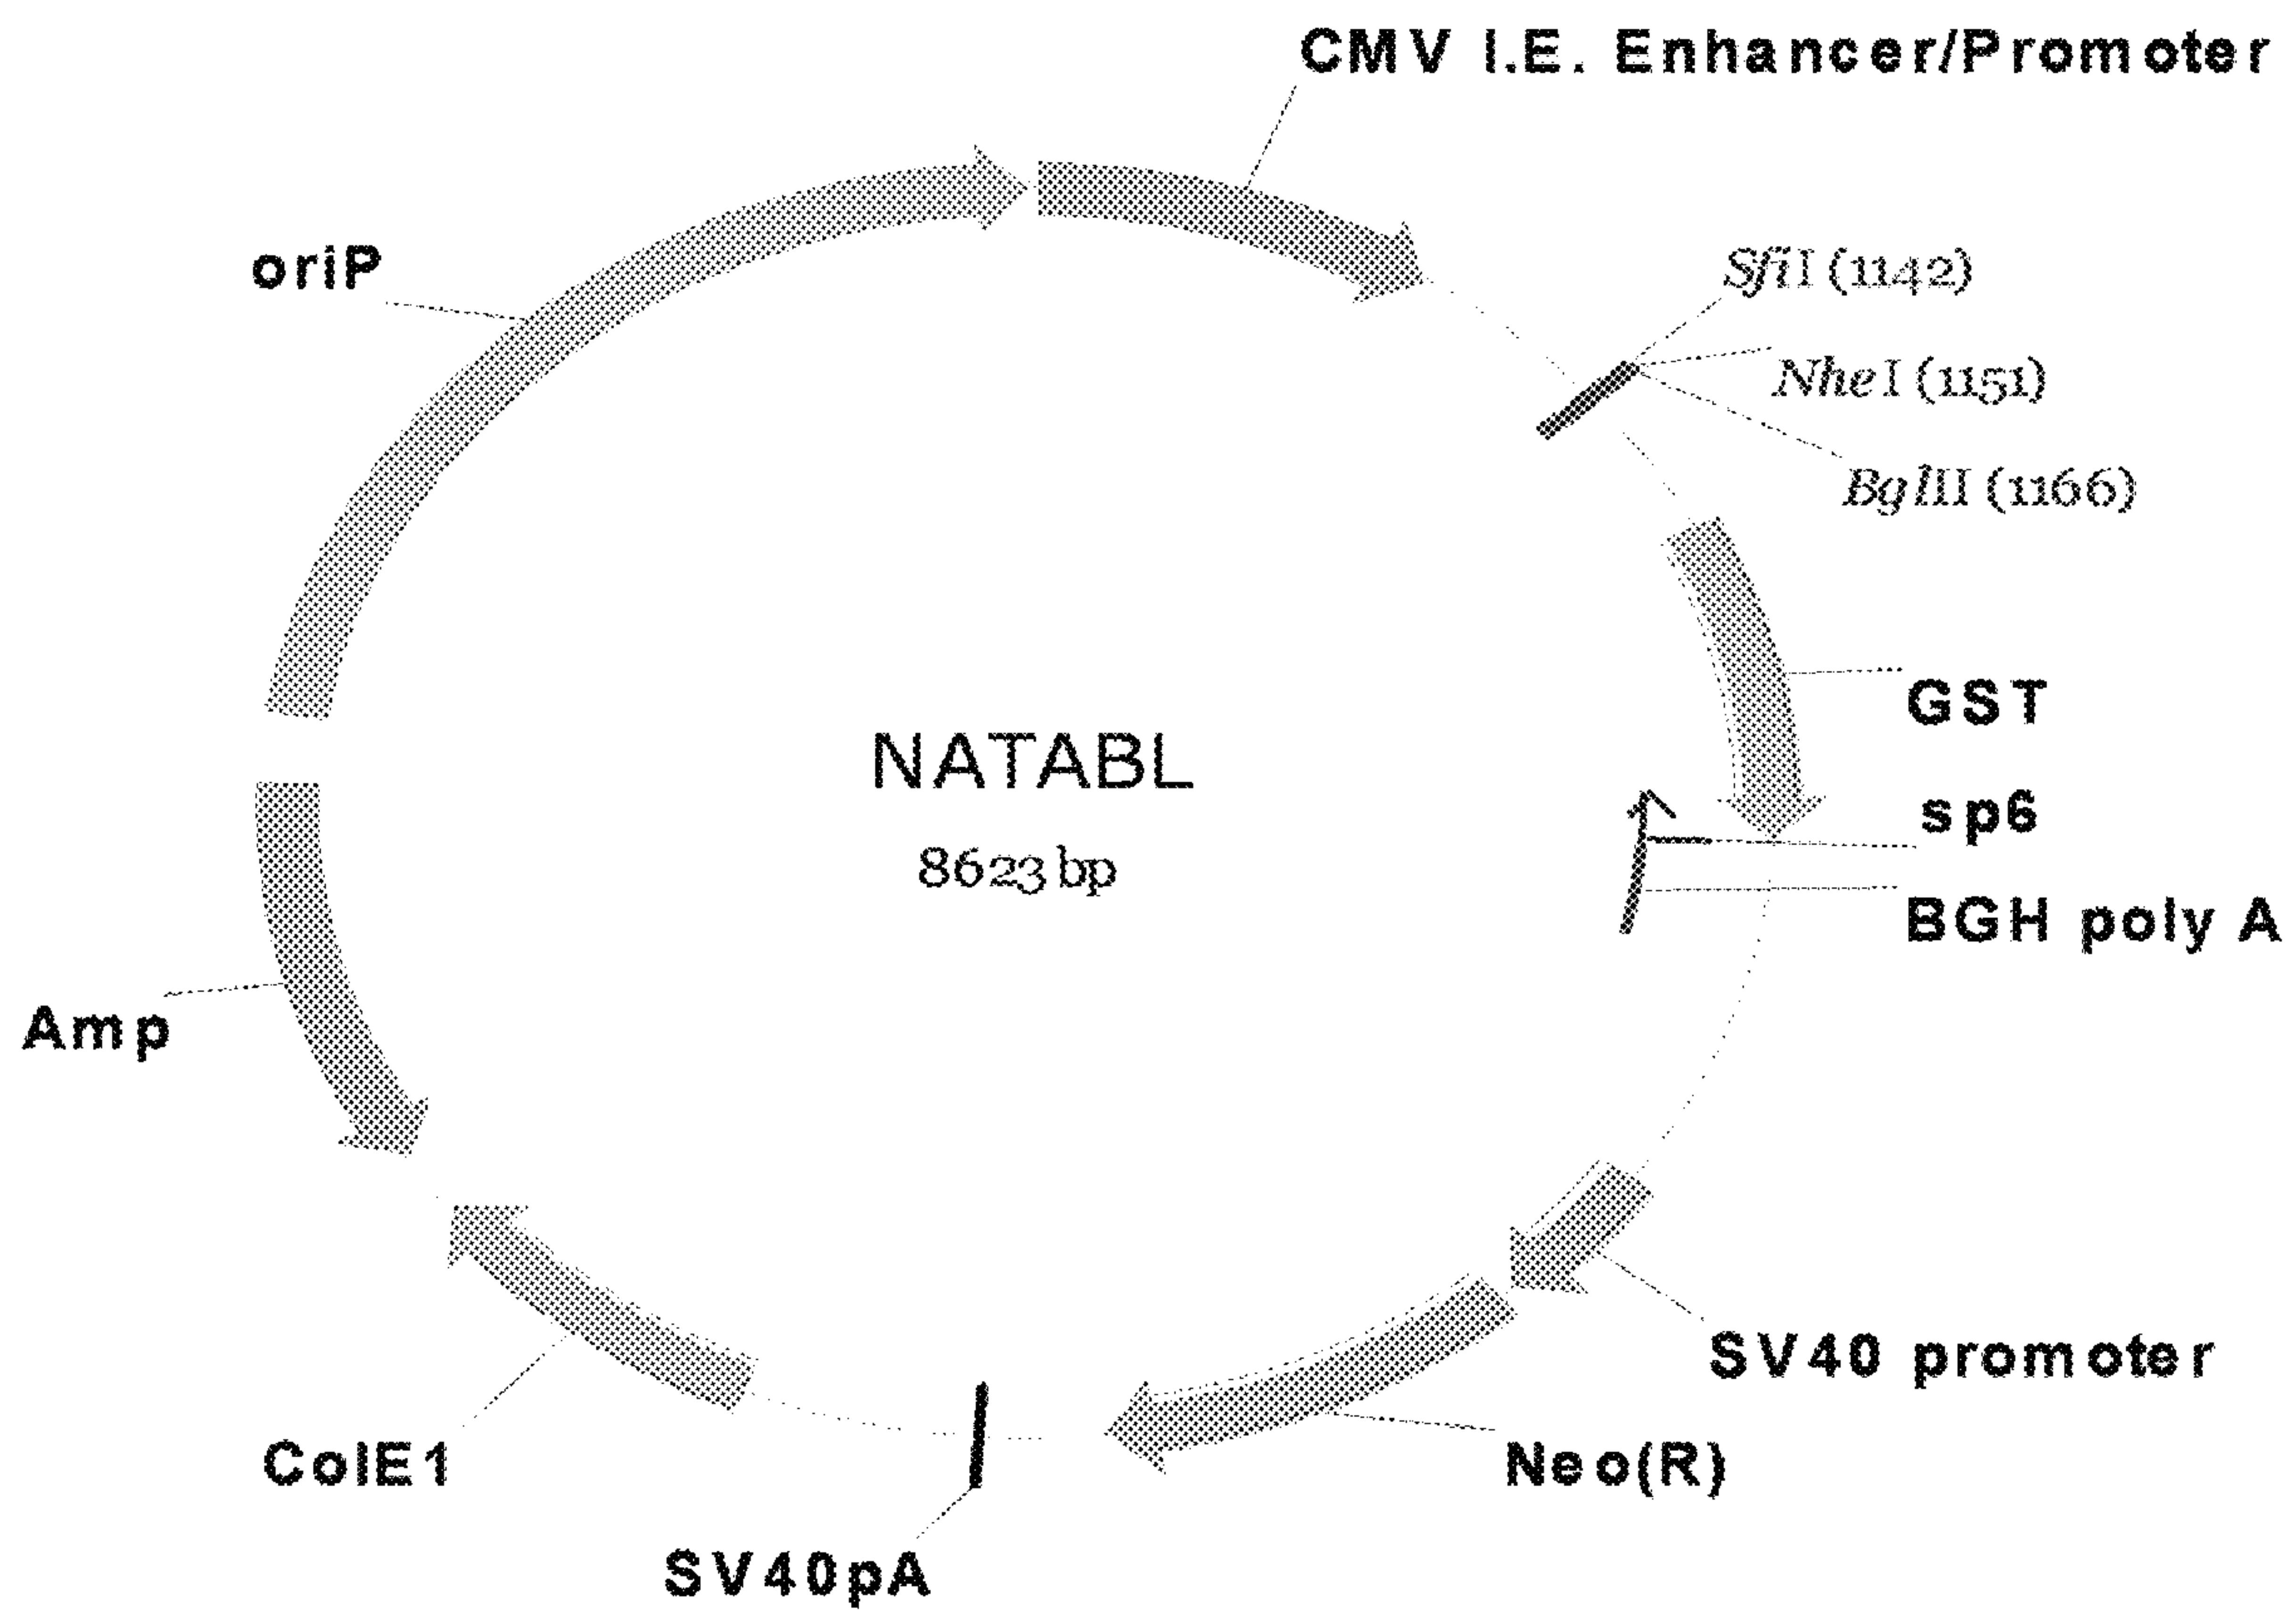 CMV I.E. Enhancer/Promoter
oriP
SfiI (1142)
NheI (1151)
BglII (1166)
GST
NATABL
sp6
8623 bp
BGH poly A
Amp
SV40 promoter
ColE1
Neo(R)
SV40pA